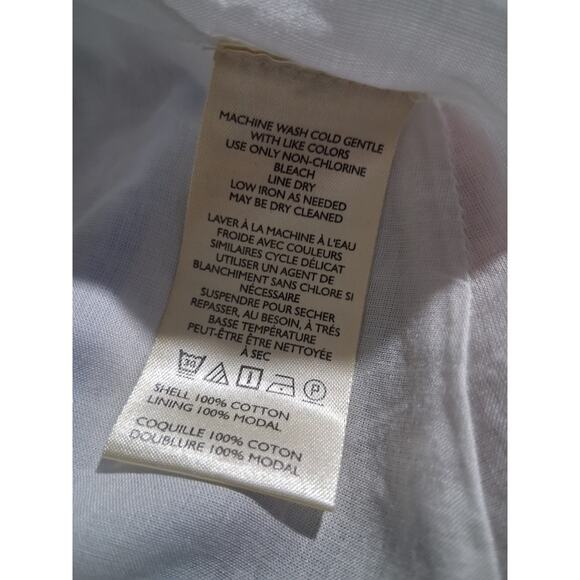 MACHINE WASH COLD GENTLE
WITH LIKE COLORS
USE ONLY NON-CHLORINE
BLEACH
LINE DRY
LOW IRON AS NEEDED
MAY BE DRY CLEANED
LAVER À LA MACHINE À L'EAU
FROIDE AVEC COULEURS
SIMILAIRES CYCLE DÉLICAT
UTILISER UN AGENT DE
BLANCHIMENT SANS CHLORE SI
NÉCESSAIRE
SUSPENDRE POUR SECHER
REPASSER, AU BESOIN, À TRÉS
BASSE TEMPÉRATURE
PEUT-ÊTRE ÊTRE NETTOYÉE
À SEC
30 P
SHELL 100% COTTON
LINING 100% MODAL
COQUILLE 100% COTON
DOUBLURE 100% MODAL